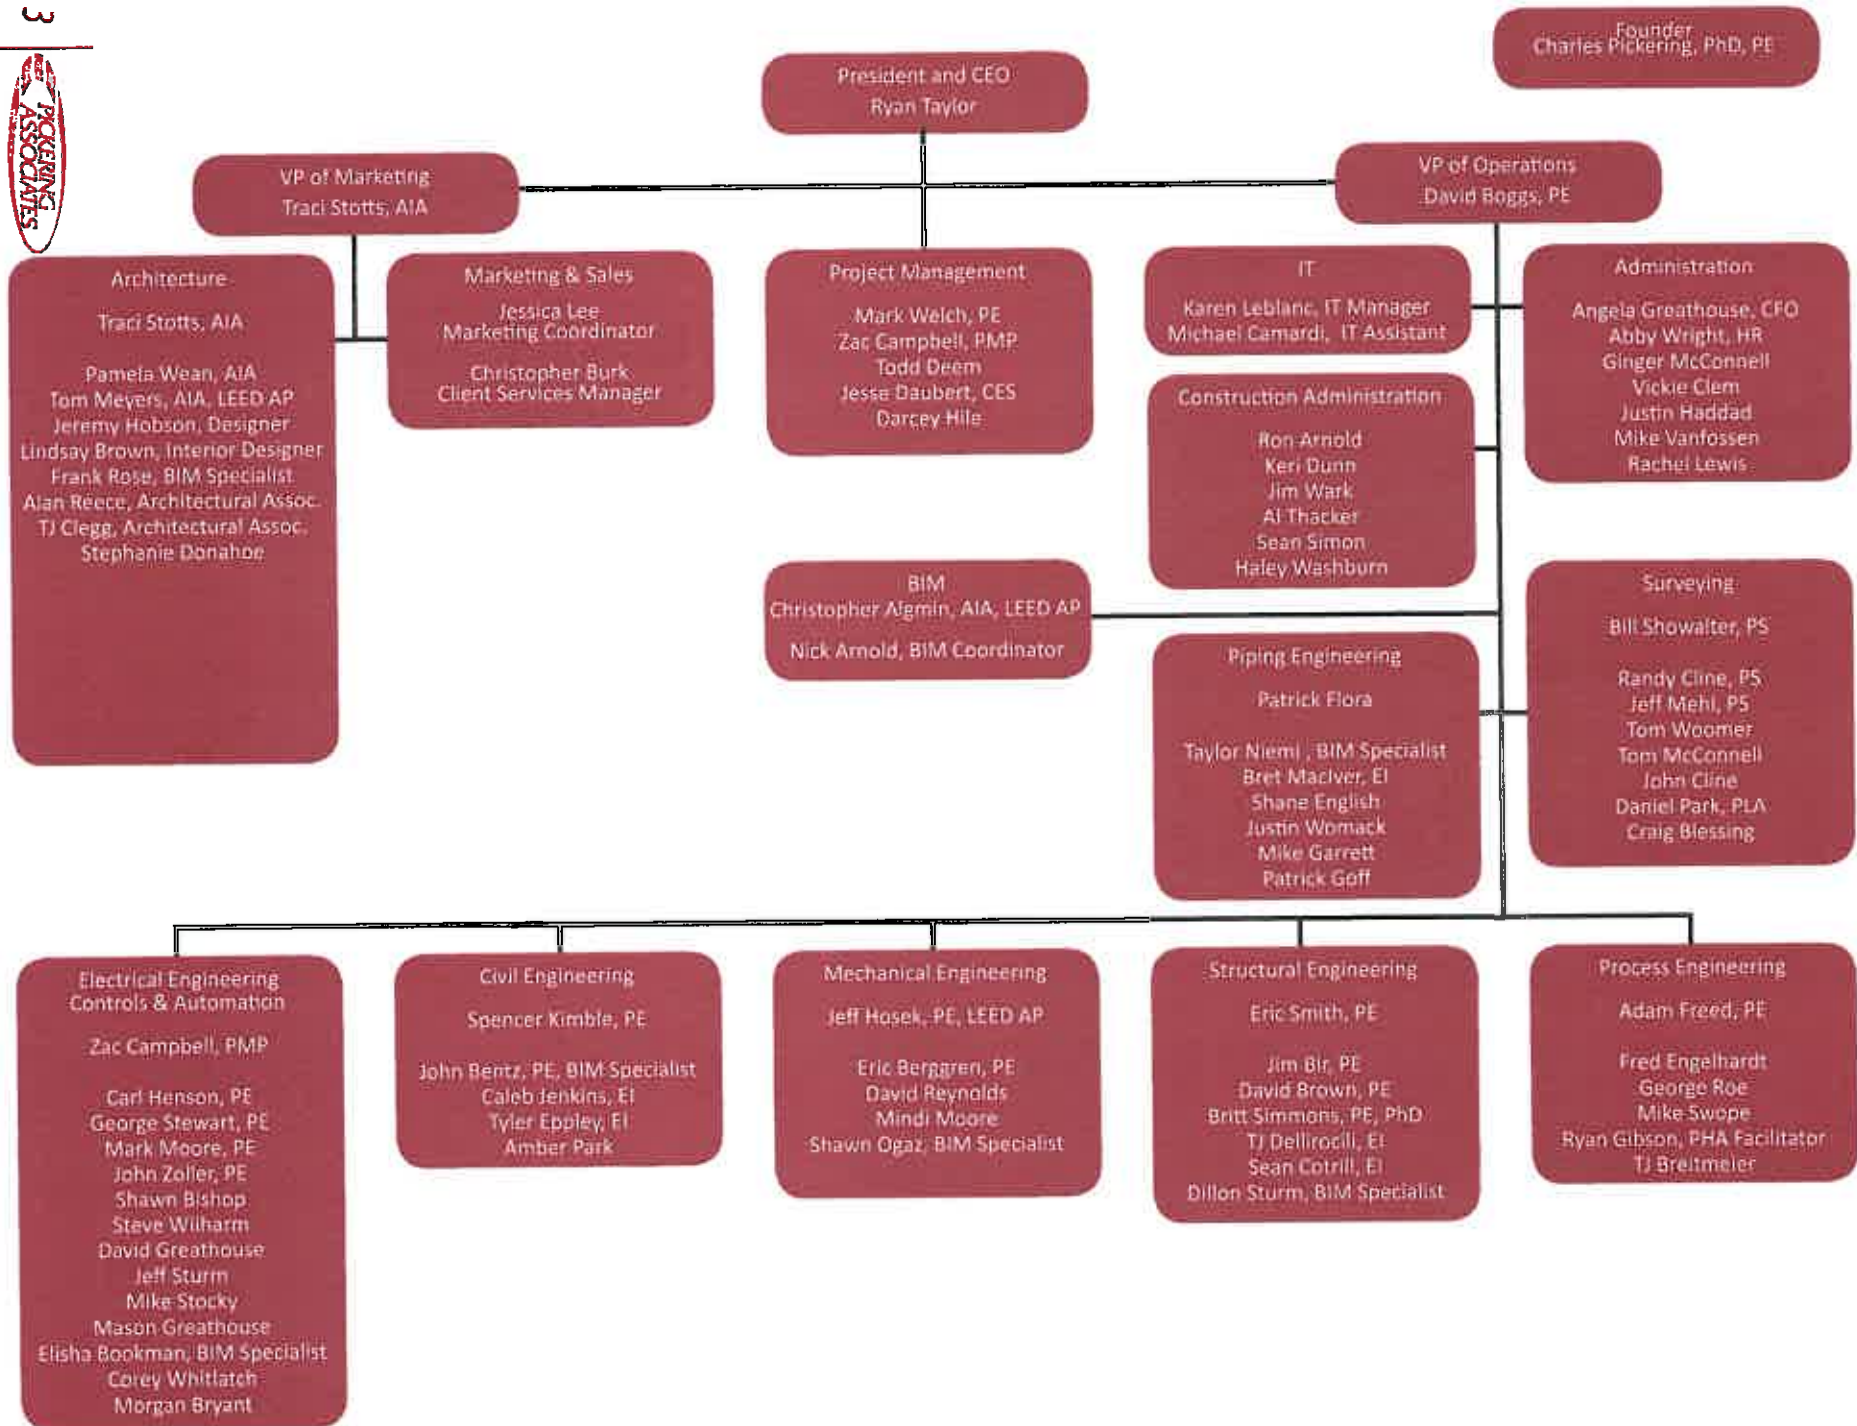 3
PICKERING
ASSOCIATES
Founder
Charles Pickering, PhD, PE
President and CEO
Ryan Taylor
VP of Marketing
Traci Stotts, AIA
VP of Operations
David Boggs, PE
Architecture
Traci Stotts, AIA
Pamela Wean, AIA
Tom Meyers, AIA, LEED AP
Jeremy Hobson, Designer
Lindsay Brown, Interior Designer
Frank Rose, BIM Specialist
Alan Reece, Architectural Assoc.
TJ Clegg, Architectural Assoc.
Stephanie Donahoe
Marketing & Sales
Jessica Lee
Marketing Coordinator
Christopher Burk
Client Services Manager
Project Management
Mark Welch, PE
Zac Campbell, PMP
Todd Deem
Jesse Daubert, CES
Darcey Hile
IT
Karen Leblanc, IT Manager
Michael Camardi, IT Assistant
Administration
Angela Greathouse, CFO
Abby Wright, HR
Ginger McConnell
Vickie Clem
Justin Haddad
Mike Vanfossen
Rachel Lewis
Construction Administration
Ron Arnold
Keri Dunn
Jim Wark
Al Thacker
Sean Simon
Haley Washburn
BIM
Christopher Algmin, AIA, LEED AP
Nick Arnold, BIM Coordinator
Surveying
Bill Showalter, PS
Randy Cline, PS
Jeff Mehl, PS
Tom Woomer
Tom McConnell
John Cline
Daniel Park, PLA
Craig Blessing
Piping Engineering
Patrick Flora
Taylor Niemi , BIM Specialist
Bret MacIver, EI
Shane English
Justin Womack
Mike Garrett
Patrick Goff
Electrical Engineering
Controls & Automation
Zac Campbell, PMP
Carl Henson, PE
George Stewart, PE
Mark Moore, PE
John Zoller, PE
Shawn Bishop
Steve Wilharm
David Greathouse
Jeff Sturm
Mike Stocky
Mason Greathouse
Elisha Bookman, BIM Specialist
Corey Whitlatch
Morgan Bryant
Civil Engineering
Spencer Kimble, PE
John Bentz, PE, BIM Specialist
Caleb Jenkins, EI
Tyler Eppley, EI
Amber Park
Mechanical Engineering
Jeff Hosek, PE, LEED AP
Eric Berggren, PE
David Reynolds
Mindi Moore
Shawn Ogaz, BIM Specialist
Structural Engineering
Eric Smith, PE
Jim Bir, PE
David Brown, PE
Britt Simmons, PE, PhD
TJ Dellirocili, EI
Sean Cotrill, EI
Dillon Sturm, BIM Specialist
Process Engineering
Adam Freed, PE
Fred Engelhardt
George Roe
Mike Swope
Ryan Gibson, PHA Facilitator
TJ Breitmeier